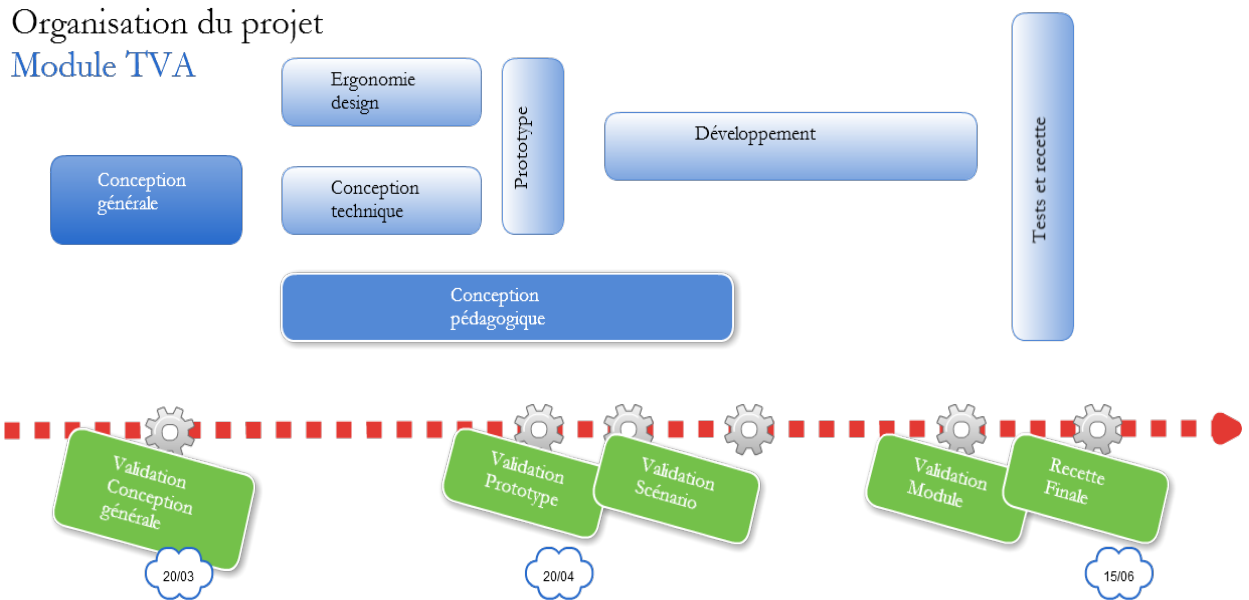 Organisation du projet
Module TVA
Ergonomie
design
Prototype
Développement
Tests et recette
Conception
générale
Conception
technique
Conception
pédagogique
Validation
Conception
générale
Validation
Prototype
Validation
Scénario
Validation
Module
Recette
Finale
20/03
20/04
15/06